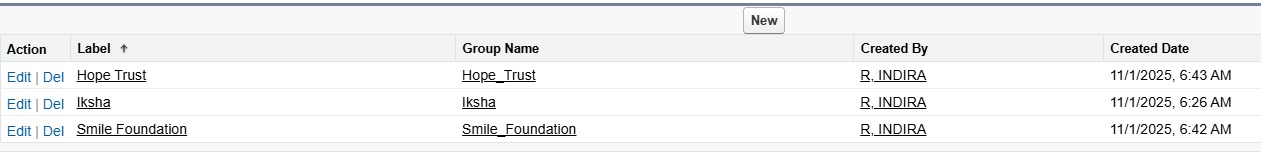 New
Action Label ↑ Group Name Created By Created Date
Edit | Del Hope Trust Hope_Trust R, INDIRA 11/1/2025, 6:43 AM
Edit | Del Iksha Iksha R, INDIRA 11/1/2025, 6:26 AM
Edit | Del Smile Foundation Smile_Foundation R, INDIRA 11/1/2025, 6:42 AM